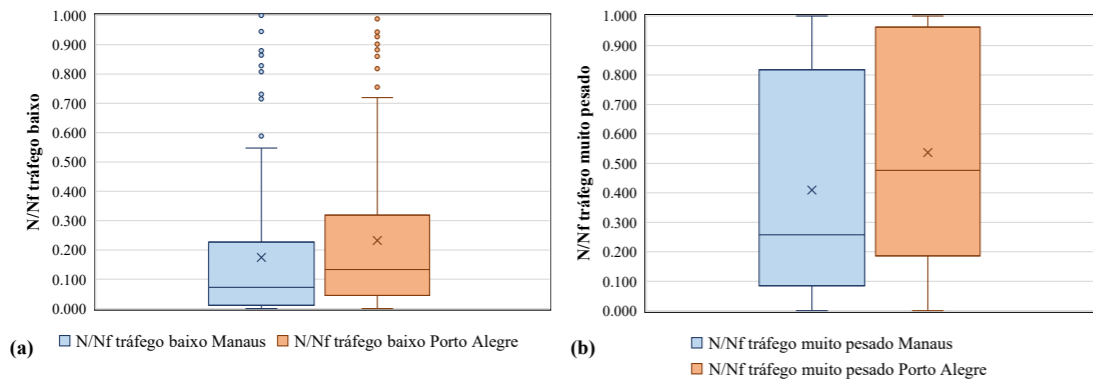 N/Nf tráfego baixo
1.000
0.900
0.800
0.700
0.600
0.500
0.400
0.300
0.200
0.100
0.000
(a)
N/Nf tráfego baixo Manaus
N/Nf tráfego baixo Porto Alegre
N/Nf tráfego muito pesado
1.000
0.900
0.800
0.700
0.600
0.500
0.400
0.300
0.200
0.100
0.000
(b)
N/Nf tráfego muito pesado Manaus
N/Nf tráfego muito pesado Porto Alegre